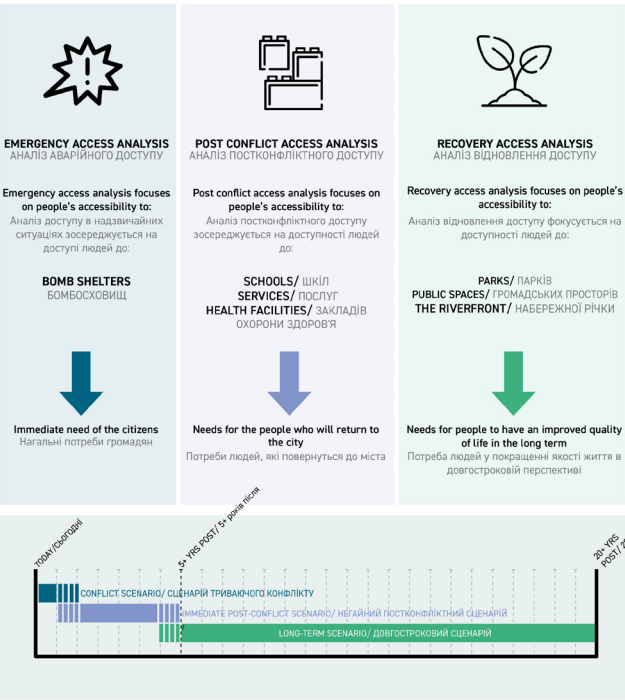 EMERGENCY ACCESS ANALYSIS
АНАЛІЗ АВАРІЙНОГО ДОСТУПУ
Emergency access analysis focuses
on people's accessibility to:
Аналіз доступу в надзвичайних
ситуаціях зосереджується на
доступі людей до:
BOMB SHELTERS
БОМБОСХОВИЩ
Immediate need of the citizens
Нагальні потреби громадян
POST CONFLICT ACCESS ANALYSIS
АНАЛІЗ ПОСТКОНФЛІКТНОГО ДОСТУПУ
Post conflict access analysis focuses on
people's accessibility to:
Аналіз постконфліктного доступу
зосереджується на доступності людей
до:
SCHOOLS/ ШКІЛ
SERVICES/ ПОСЛУГ
HEALTH FACILITIES/ ЗАКЛАДІВ
ОХОРОНИ ЗДОРОВ'Я
Needs for the people who will return to
the city
Потреби людей, які повернуться до міста
RECOVERY ACCESS ANALYSIS
АНАЛІЗ ВІДНОВЛЕННЯ ДОСТУПУ
Recovery access analysis focuses on people's
accessibility to:
Аналіз відновлення доступу фокусується на
доступності людей до:
PARKS/ ПАРКІВ
PUBLIC SPACES/ ГРОМАДСЬКИХ ПРОСТОРІВ
THE RIVERFRONT/ НАБЕРЕЖНОЇ РІЧКИ
Needs for people to have an improved quality
of life in the long term
Потреба людей у покращенні якості життя в
довгостроковій перспективі
TODAY/СЬОГОДНІ
5+ YRS POST/ 5+ років після
20+ YRS
POST/ 2
CONFLICT SCENARIO/ СЦЕНАРІЙ ТРИВАЮЧОГО КОНФЛІКТУ
IMMEDIATE POST-CONFLICT SCENARIO/ НЕГАЙНИЙ ПОСТКОНФЛІКТНИЙ СЦЕНАРІЙ
LONG-TERM SCENARIO/ ДОВГОСТРОКОВИЙ СЦЕНАРІЙ